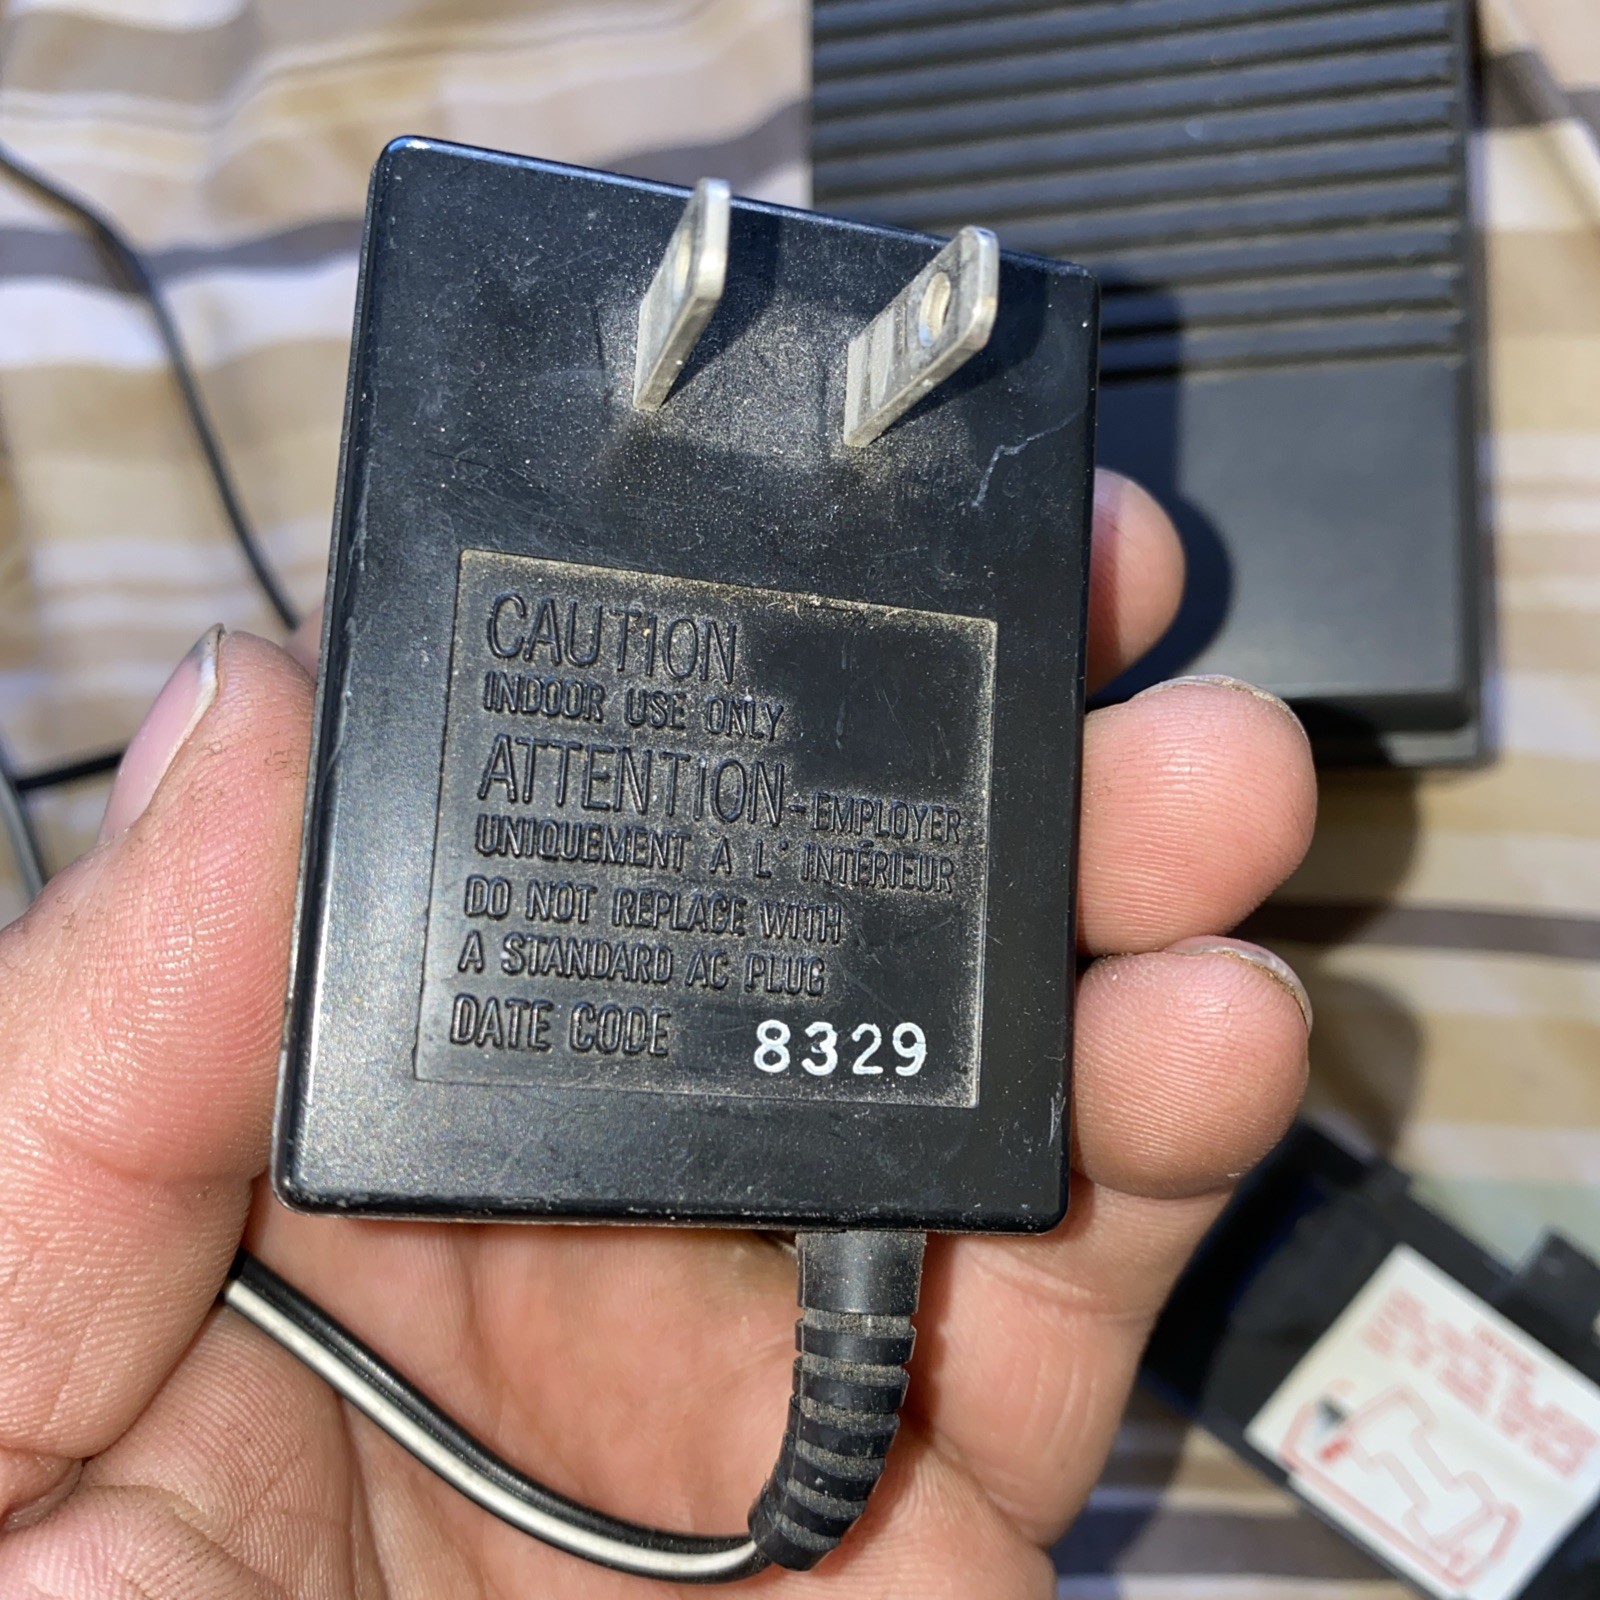 CAUTION
INDOOR USE ONLY
ATTENTION-EMPLOYER
UNIQUEMENT À L'INTÉRIEUR
DO NOT REPLACE WITH
A STANDARD AC PLUG
DATE CODE 8329